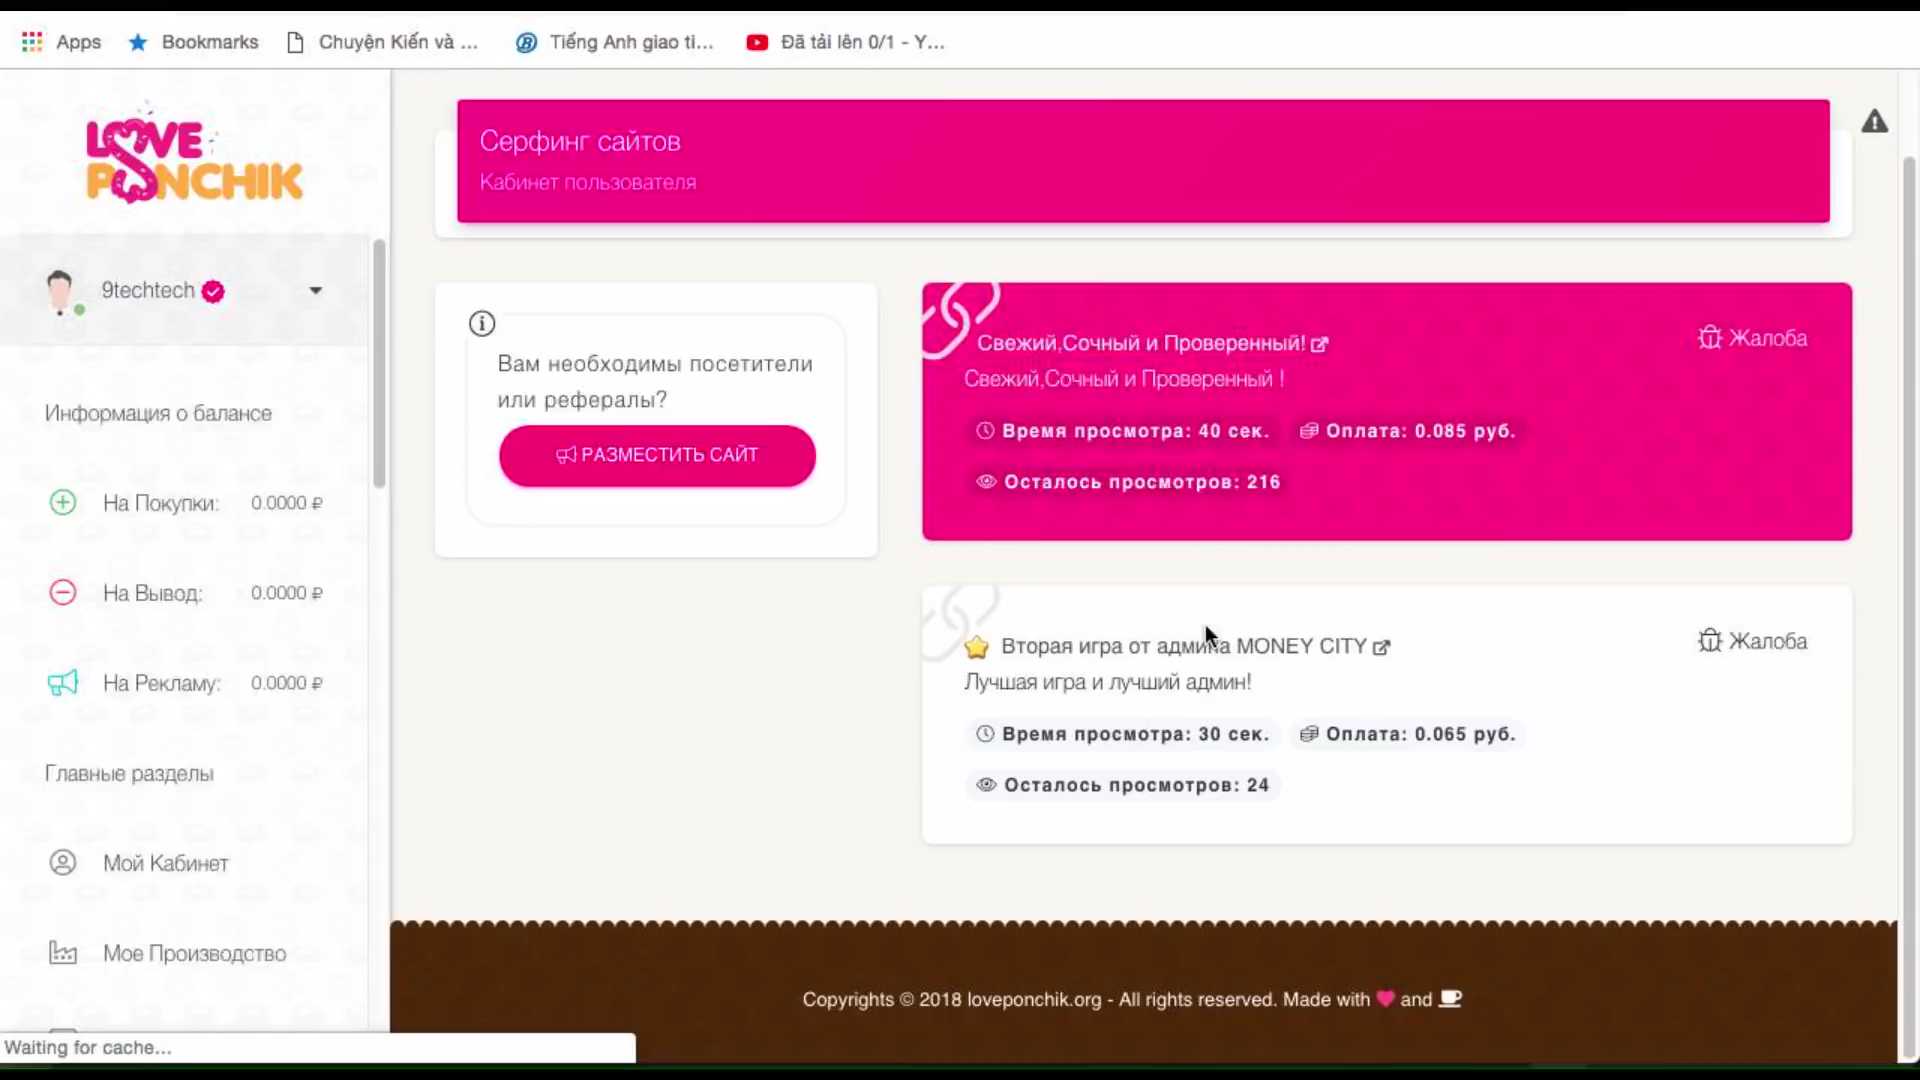 Apps
Bookmarks
Chuyện Kiến và ...
Tiếng Anh giao ti...
Đã tải lên 0/1 - Y...
LOVE
PONCHIK
9techtech
Информация о балансе
На Покупки: 0.0000 ₽
На Вывод: 0.0000 ₽
На Рекламу: 0.0000 ₽
Главные разделы
Мой Кабинет
Мое Производство
Waiting for cache...
Серфинг сайтов
Кабинет пользователя
Вам необходимы посетители
или рефералы?
РАЗМЕСТИТЬ САЙТ
Свежий,Сочный и Проверенный!
Жалоба
Свежий,Сочный и Проверенный !
Время просмотра: 40 сек.
Оплата: 0.085 руб.
Осталось просмотров: 216
Вторая игра от админа MONEY CITY
Жалоба
Лучшая игра и лучший админ!
Время просмотра: 30 сек.
Оплата: 0.065 руб.
Осталось просмотров: 24
Copyrights © 2018 loveponchik.org - All rights reserved. Made with ♥ and